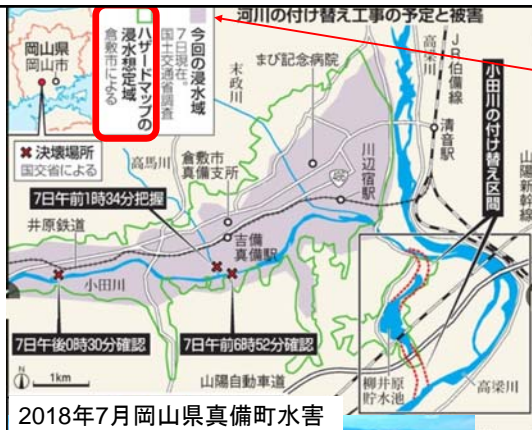 河川の付け替え工事の予定と被害
今回の浸水域
7日現在。
国土交通省調査
ハザードマップの
浸水想定域
倉敷市による
岡山県
岡山市
決壊場所
国交省による
7日午前1時34分把握
井原鉄道
小田川
7日午後0時30分確認
7日午前6時52分確認
高馬川
末政川
倉敷市
真備支所
まび記念病院
川辺宿駅
吉備
真備駅
高梁川
JR伯備線
清音駅
山陽新幹線
小田川の付け替え区間
柳井原
貯水池
高梁川
山陽自動車道
N
1km
2018年7月岡山県真備町水害